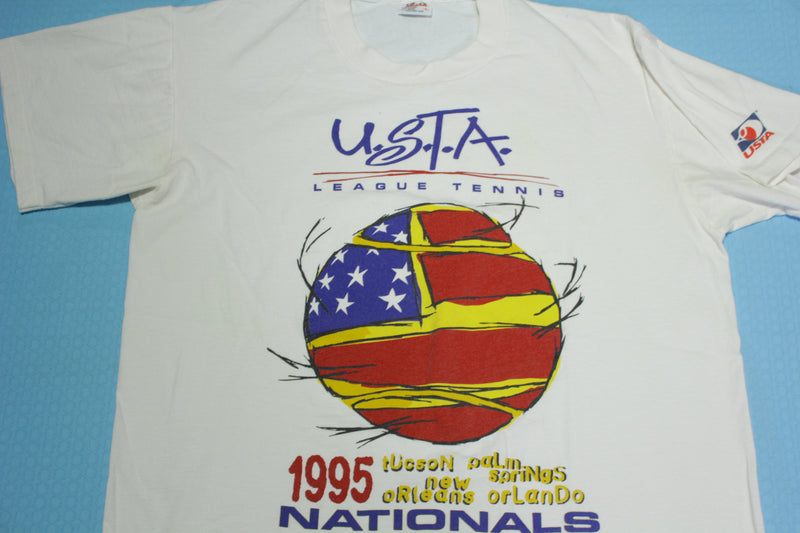 U.S.T.A.
LEAGUE TENNIS
USTA
1995
tUcsoN paLm spriNgS
new oRleans orLanDo
NATIONALS